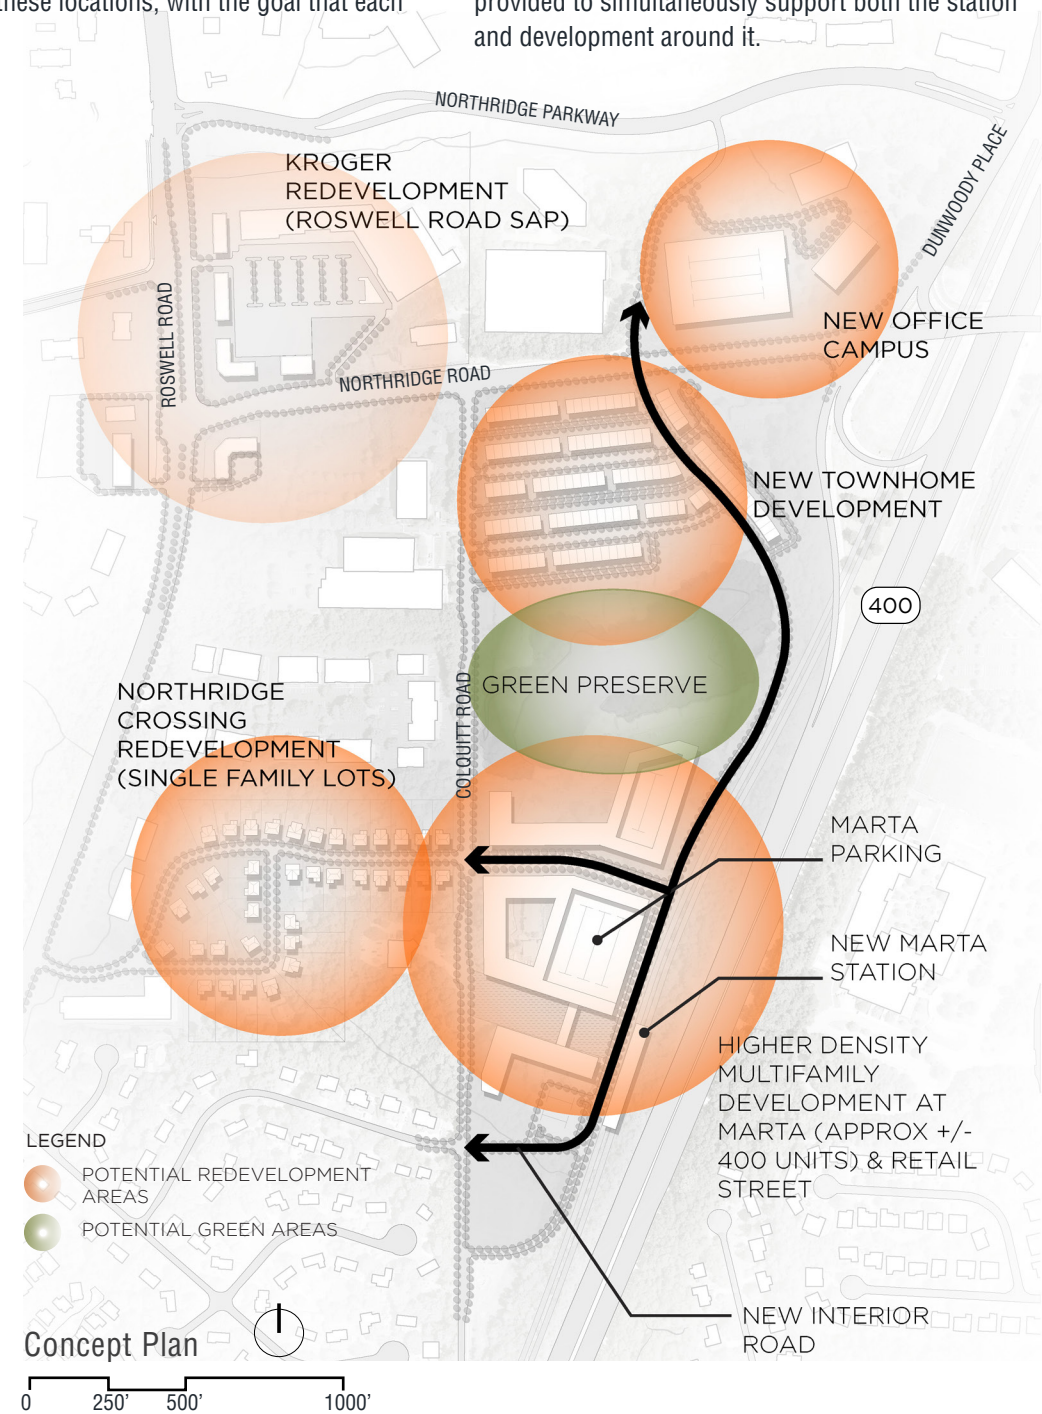 these locations, with the goal that each
provided to simultaneously support both the station
and development around it.
NORTHRIDGE PARKWAY
KROGER
REDEVELOPMENT
(ROSWELL ROAD SAP)
DUNWOODY PLACE
ROSWELL ROAD
NEW OFFICE
CAMPUS
NORTHRIDGE ROAD
NEW TOWNHOME
DEVELOPMENT
400
GREEN PRESERVE
COLQUITT ROAD
NORTHRIDGE
CROSSING
REDEVELOPMENT
(SINGLE FAMILY LOTS)
MARTA
PARKING
NEW MARTA
STATION
HIGHER DENSITY
MULTIFAMILY
DEVELOPMENT AT
MARTA (APPROX +/-
400 UNITS) & RETAIL
STREET
LEGEND
POTENTIAL REDEVELOPMENT
AREAS
POTENTIAL GREEN AREAS
NEW INTERIOR
ROAD
Concept Plan
0 250' 500' 1000'